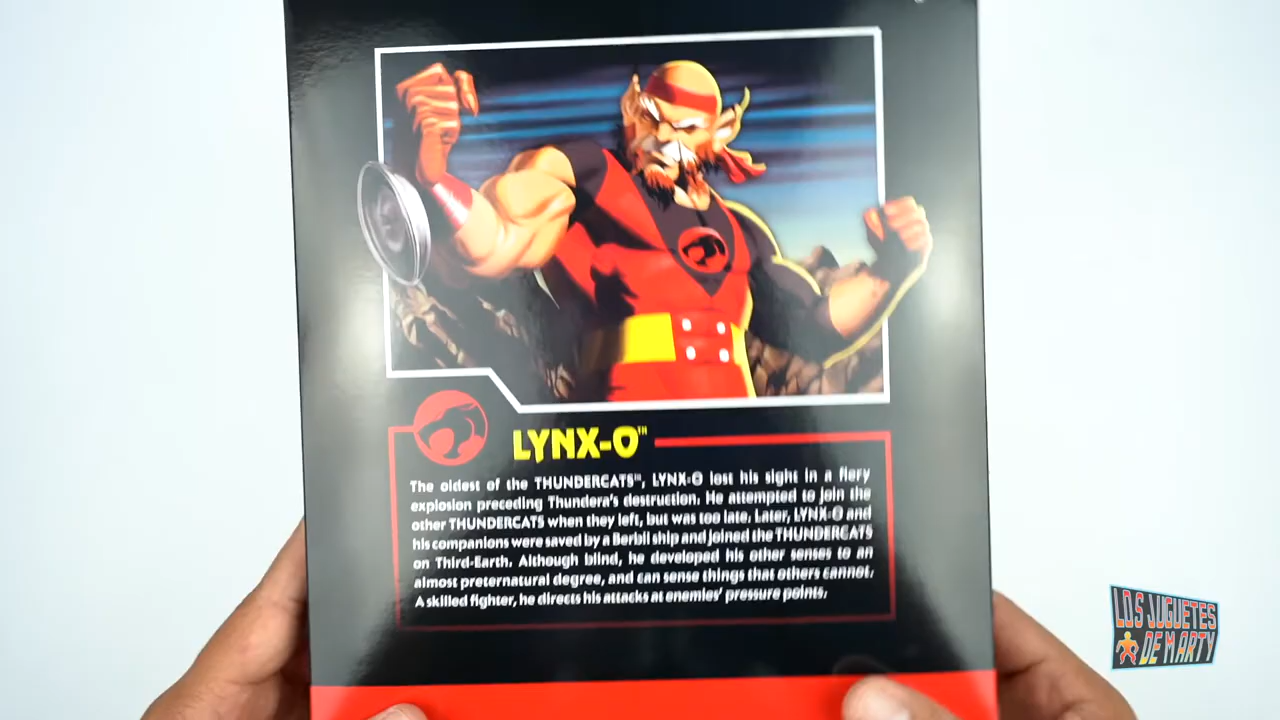 LYNX-O™
The oldest of the THUNDERCATS™, LYNX-O lost his sight in a fiery
explosion preceding Thundera's destruction. He attempted to join the
other THUNDERCATS when they left, but was too late. Later, LYNX-O and
his companions were saved by a Berbil ship and joined the THUNDERCATS
on Third-Earth. Although blind, he developed his other senses to an
almost preternatural degree, and can sense things that others cannot.
A skilled fighter, he directs his attacks at enemies' pressure points.
LOS JUGUETES
DE MARTY